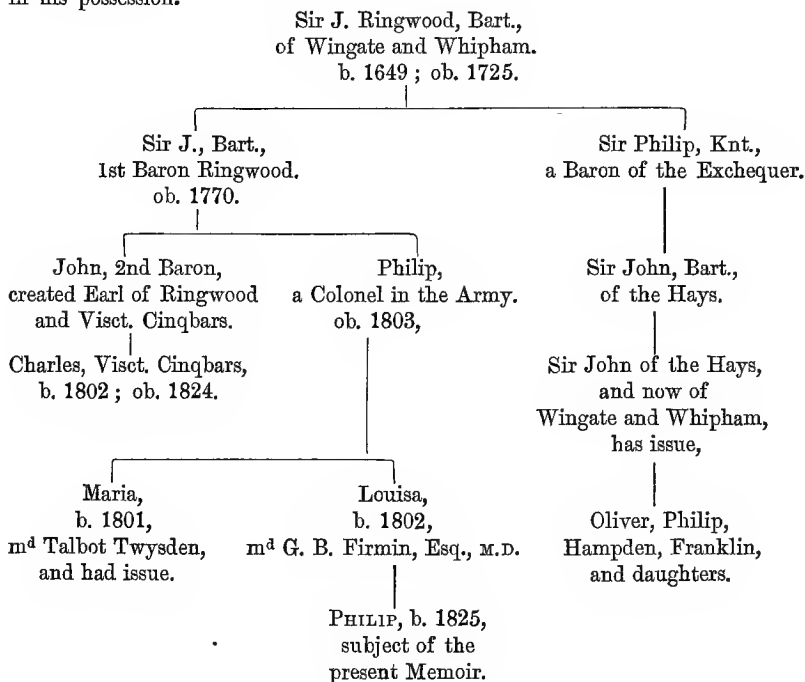 in his possession.
Sir J. Ringwood, Bart.,
of Wingate and Whipham.
b. 1649 ; ob. 1725.
Sir J., Bart.,
1st Baron Ringwood.
ob. 1770.
Sir Philip, Knt.,
a Baron of the Exchequer.
John, 2nd Baron,
created Earl of Ringwood
and Visct. Cinqbars.
Philip,
a Colonel in the Army.
ob. 1803,
Sir John, Bart.,
of the Hays.
Charles, Visct. Cinqbars,
b. 1802 ; ob. 1824.
Sir John of the Hays,
and now of
Wingate and Whipham,
has issue,
Maria,
b. 1801,
mᵈ Talbot Twysden,
and had issue.
Louisa,
b. 1802,
mᵈ G. B. Firmin, Esq., M.D.
Oliver, Philip,
Hampden, Franklin,
and daughters.
PHILIP, b. 1825,
subject of the
present Memoir.